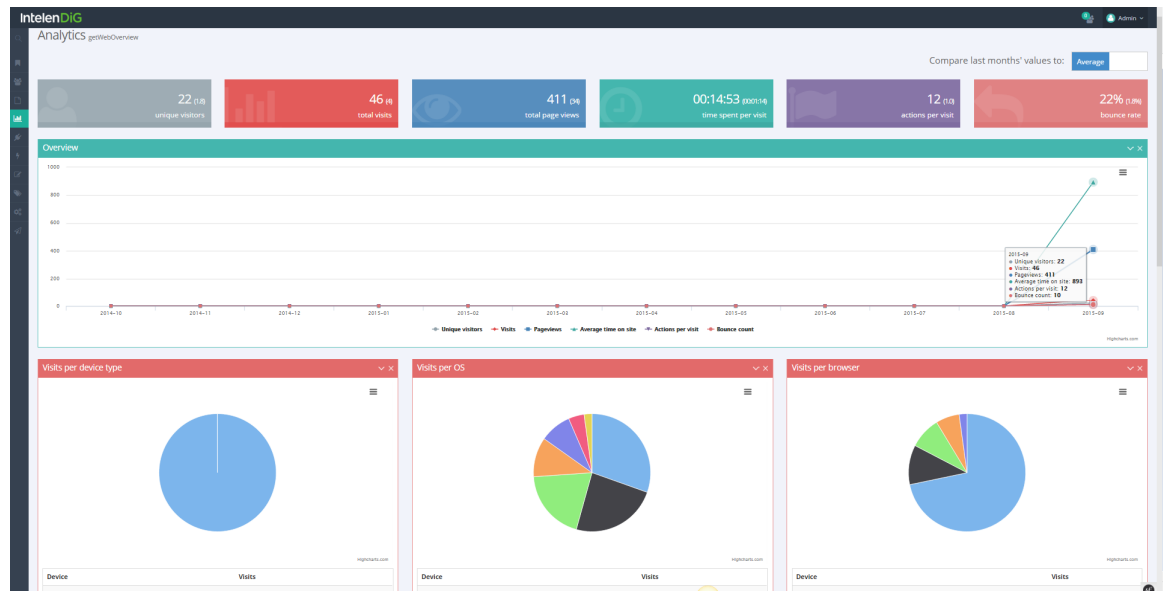 IntelenDiG
Admin
Analytics getWebOverview
Compare last months' values to: Average
22 (1.8)
unique visitors
46 (4)
total visits
411 (34)
total page views
00:14:53 (00:01:14)
time spent per visit
12 (1.0)
actions per visit
22% (1.8%)
bounce rate
Overview
1000
800
600
400
200
0
2015-09
Unique visitors: 22
Visits: 46
Pageviews: 411
Average time on site: 893
Actions per visit: 12
Bounce count: 10
2014-10 2014-11 2014-12 2015-01 2015-02 2015-03 2015-04 2015-05 2015-06 2015-07 2015-08 2015-09
Unique visitors Visits Pageviews Average time on site Actions per visit Bounce count
Highcharts.com
Visits per device type
Highcharts.com
Device Visits
Visits per OS
Highcharts.com
Device Visits
Visits per browser
Highcharts.com
Device Visits